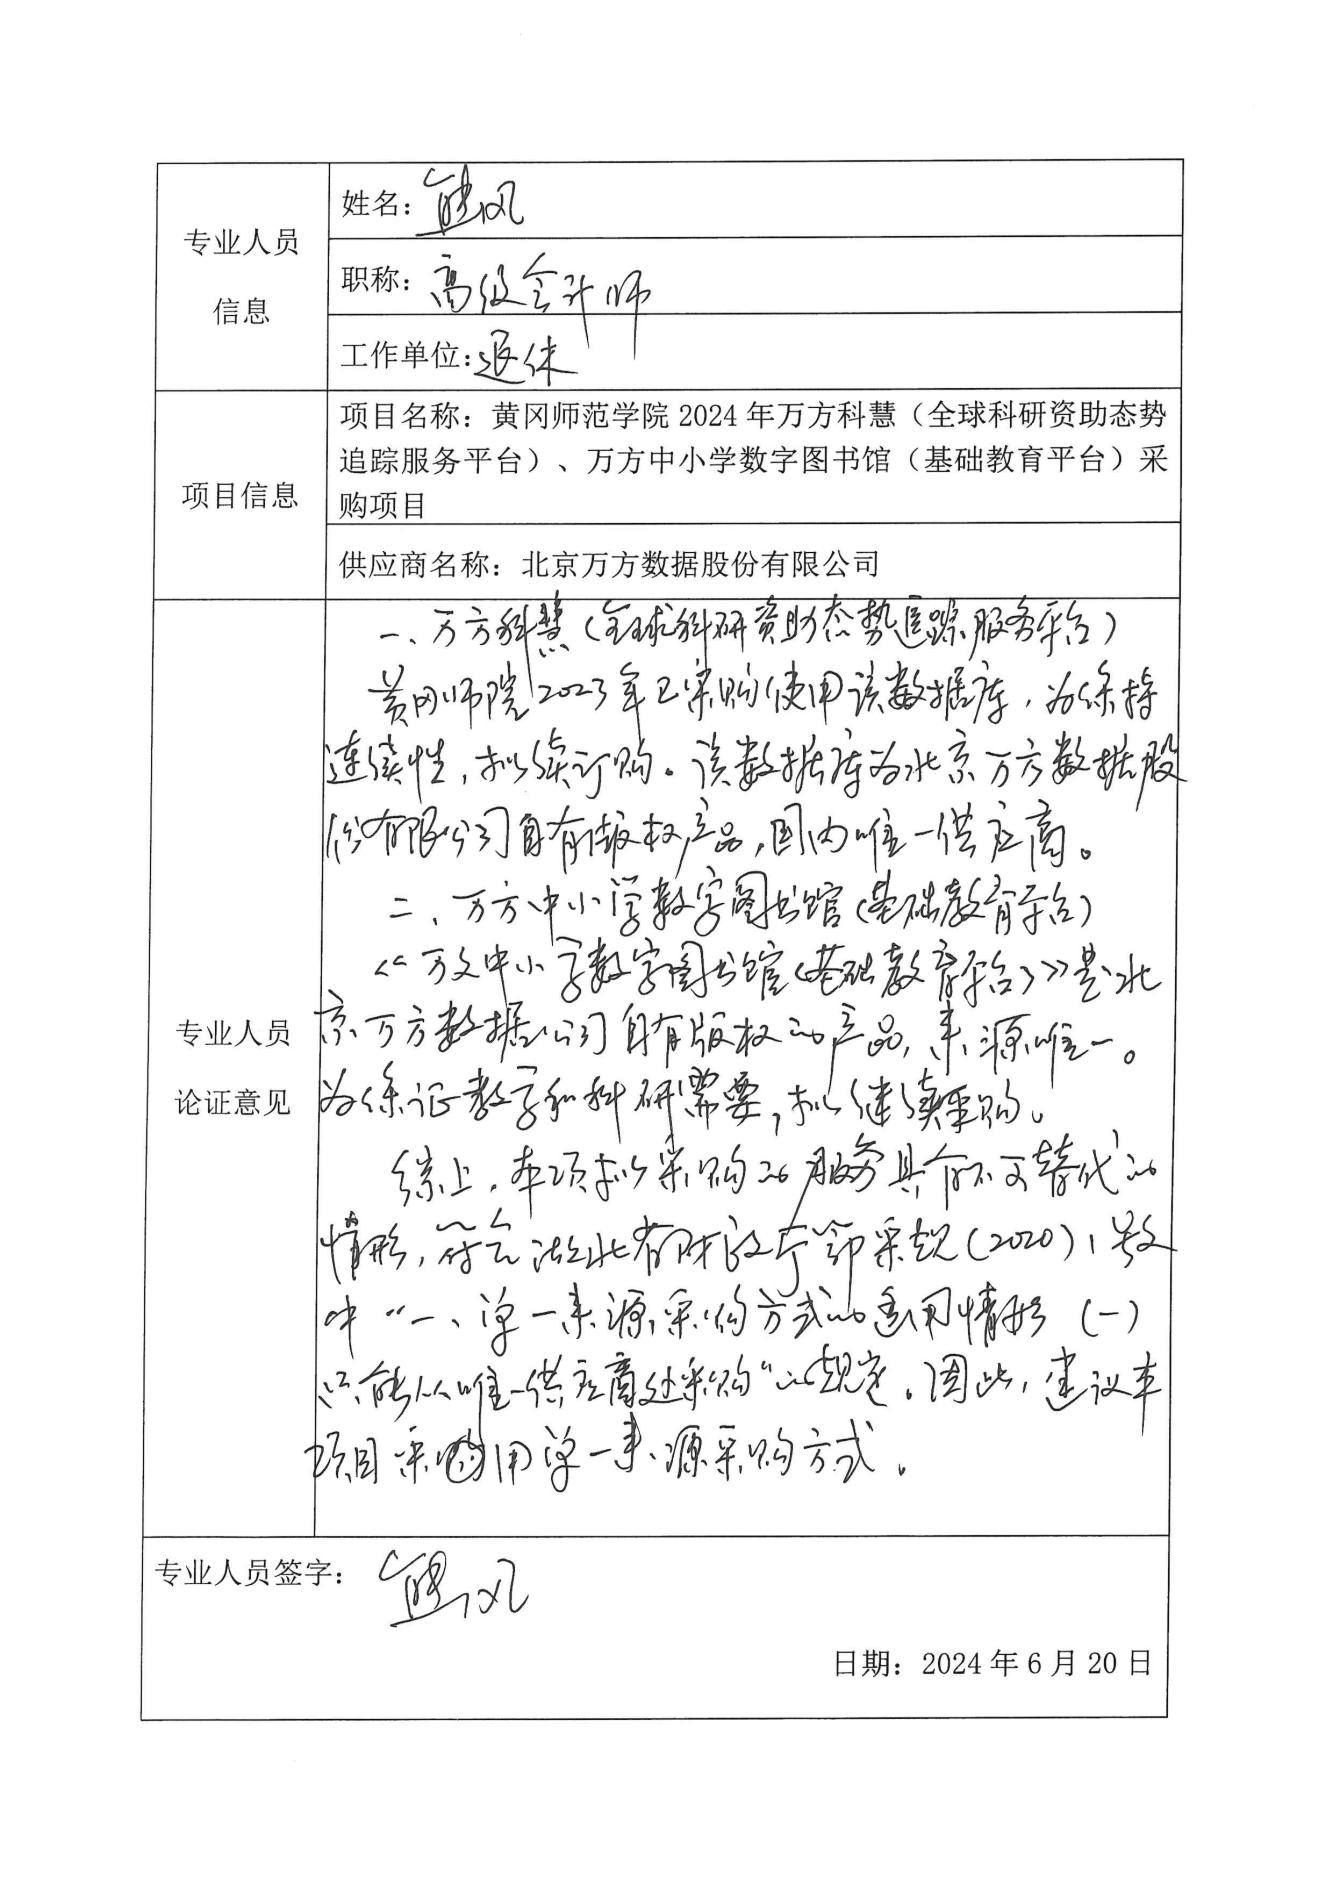 专业人员
信息
姓名：熊风
职称：高级会计师
工作单位：退休
项目信息
项目名称：黄冈师范学院 2024 年万方科慧（全球科研资助态势
追踪服务平台）、万方中小学数字图书馆（基础教育平台）采
购项目
供应商名称：北京万方数据股份有限公司
专业人员
论证意见
一、万方科慧（全球科研资助态势追踪服务平台）
黄冈师院2023年已采购使用该数据库，为保持
连续性，拟续订购。该数据库为北京万方数据股
份有限公司自有版权产品，国内唯一供应商。
二、万方中小学数字图书馆（基础教育平台）
《万方中小学数字图书馆（基础教育平台）》是北
京万方数据公司自有版权的产品，来源唯一。
为保证教学和科研需要，拟继续采购。
综上，本项拟采购的服务具有不可替代的
情形，符合湖北省财政厅鄂采规（2020）1号文
中“一、单一来源采购方式的适用情形（一）
只能从唯一供应商处采购”的规定。因此，建议本
项目采用单一来源采购方式。
专业人员签字：熊风
日期：2024 年 6 月 20 日